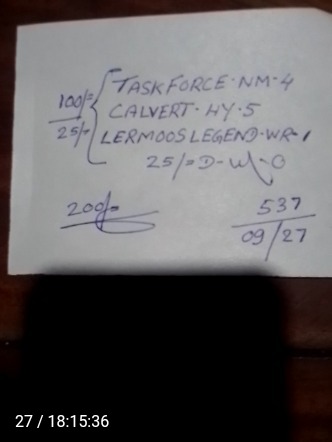 TASKFORCE-NM-4
100/=
CALVERT-HY-5
25/=
LERMOOSLEGEND-WR-1
25/=D-W-O
200/=
537
09/27
27 / 18:15:36